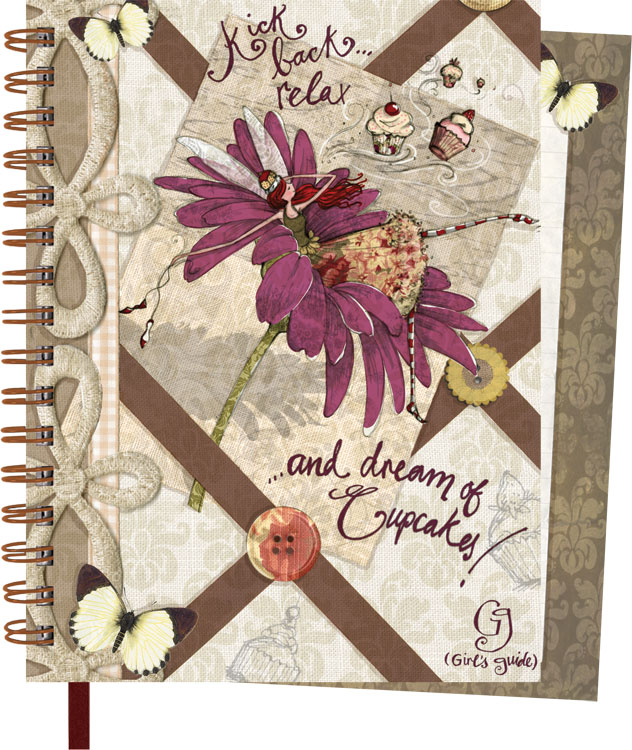 Kick
back...
relax
...and dream of
Cupcakes!
G
(Girl's guide)